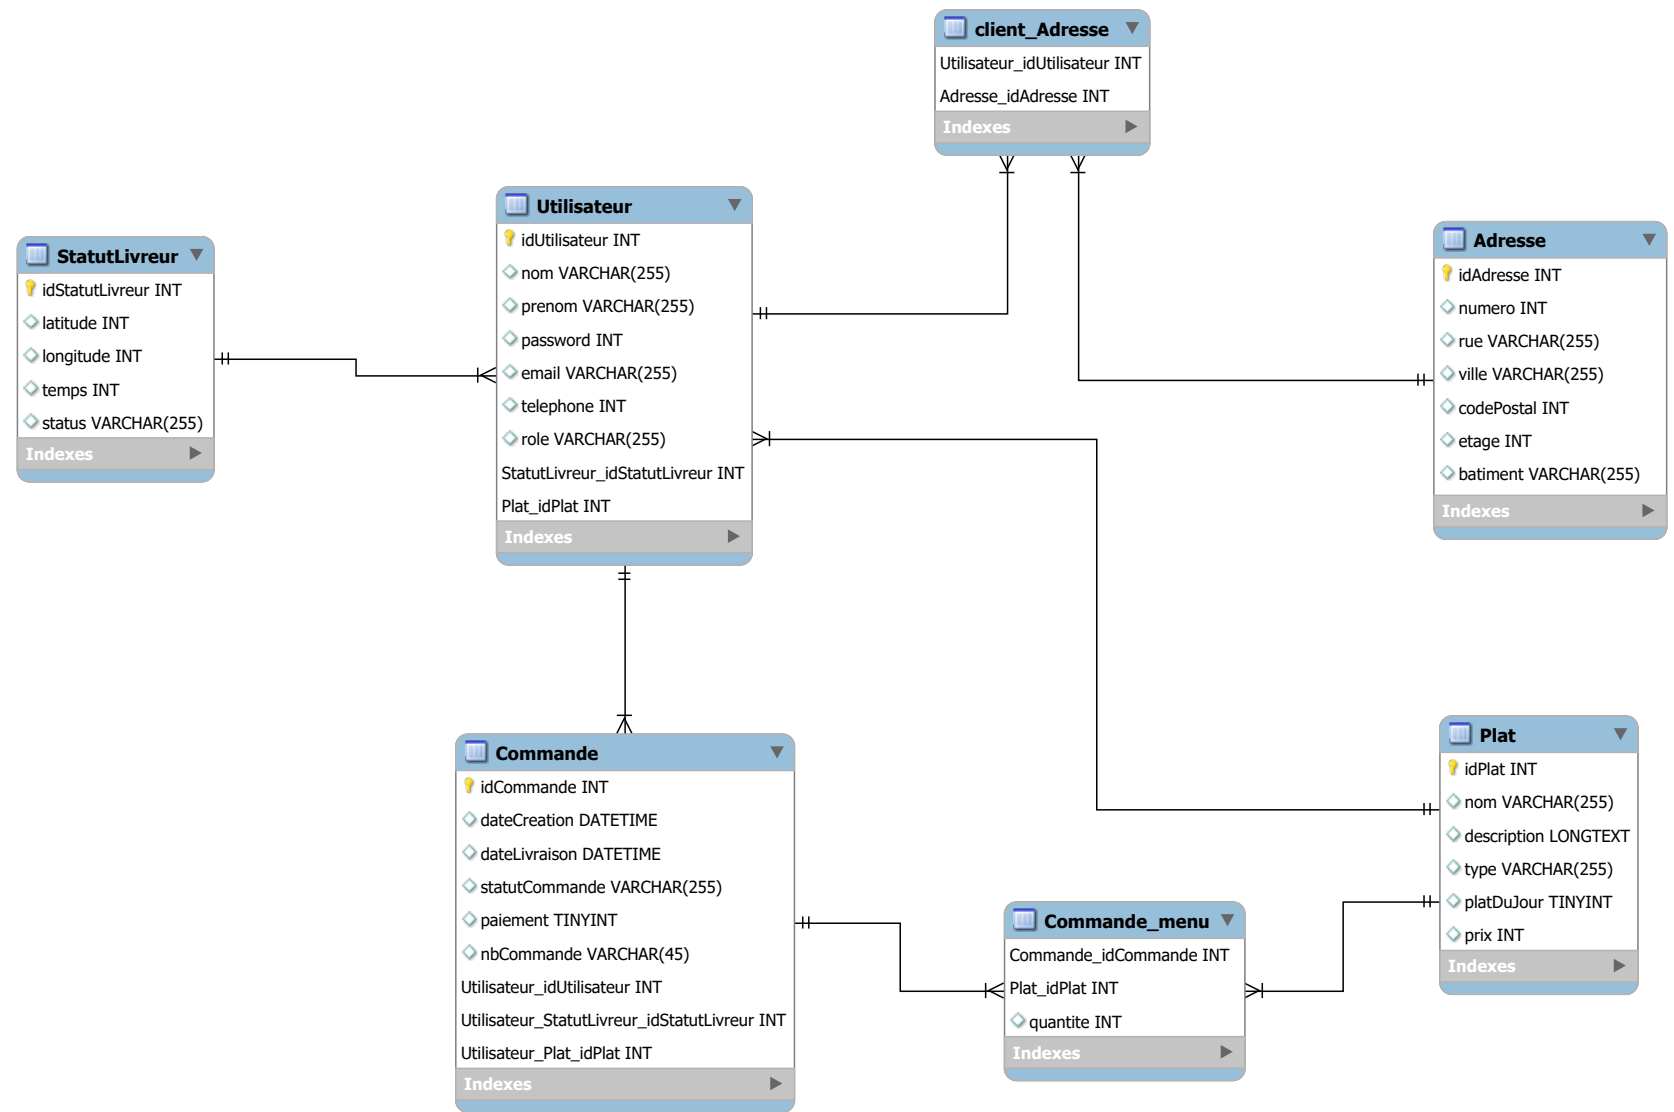 client_Adresse
Utilisateur_idUtilisateur INT
Adresse_idAdresse INT
Indexes
Utilisateur
idUtilisateur INT
nom VARCHAR(255)
prenom VARCHAR(255)
password INT
email VARCHAR(255)
telephone INT
role VARCHAR(255)
StatutLivreur_idStatutLivreur INT
Plat_idPlat INT
Indexes
StatutLivreur
idStatutLivreur INT
latitude INT
longitude INT
temps INT
status VARCHAR(255)
Indexes
Adresse
idAdresse INT
numero INT
rue VARCHAR(255)
ville VARCHAR(255)
codePostal INT
etage INT
batiment VARCHAR(255)
Indexes
Commande
idCommande INT
dateCreation DATETIME
dateLivraison DATETIME
statutCommande VARCHAR(255)
paiement TINYINT
nbCommande VARCHAR(45)
Utilisateur_idUtilisateur INT
Utilisateur_StatutLivreur_idStatutLivreur INT
Utilisateur_Plat_idPlat INT
Indexes
Commande_menu
Commande_idCommande INT
Plat_idPlat INT
quantite INT
Indexes
Plat
idPlat INT
nom VARCHAR(255)
description LONGTEXT
type VARCHAR(255)
platDuJour TINYINT
prix INT
Indexes